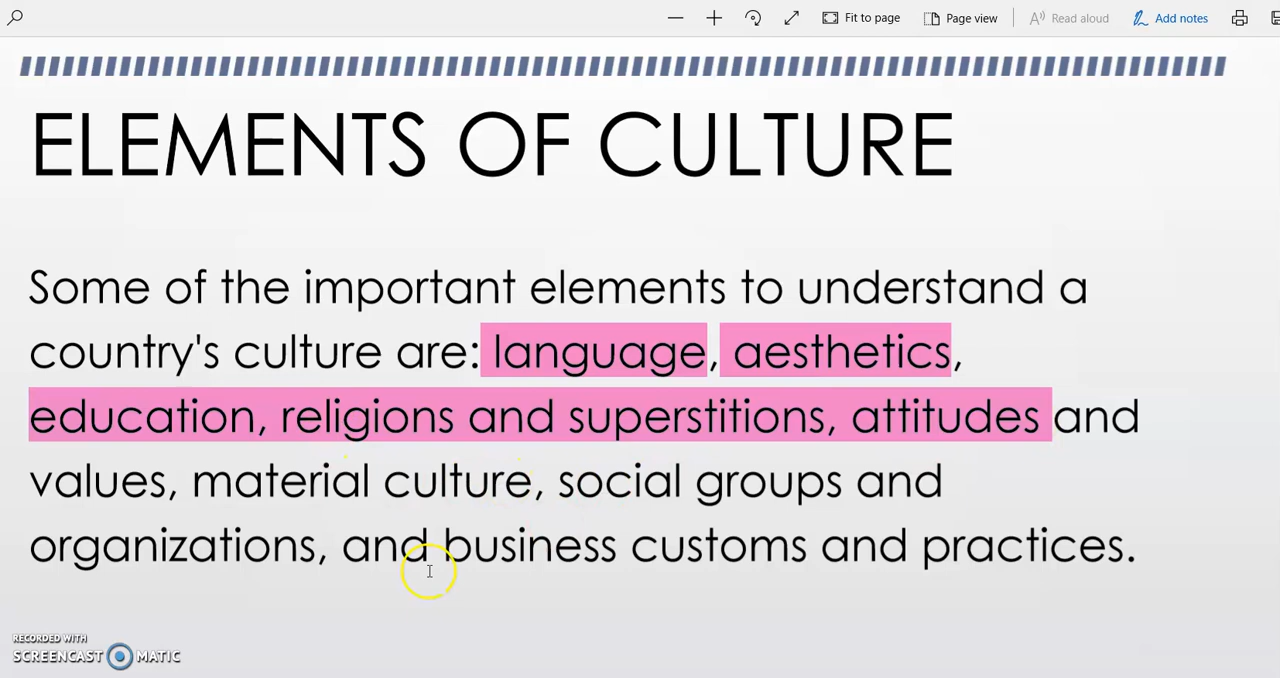 Fit to page
Page view
Read aloud
Add notes
ELEMENTS OF CULTURE
Some of the important elements to understand a
country's culture are: language, aesthetics,
education, religions and superstitions, attitudes and
values, material culture, social groups and
organizations, and business customs and practices.
RECORDED WITH
SCREENCAST MATIC